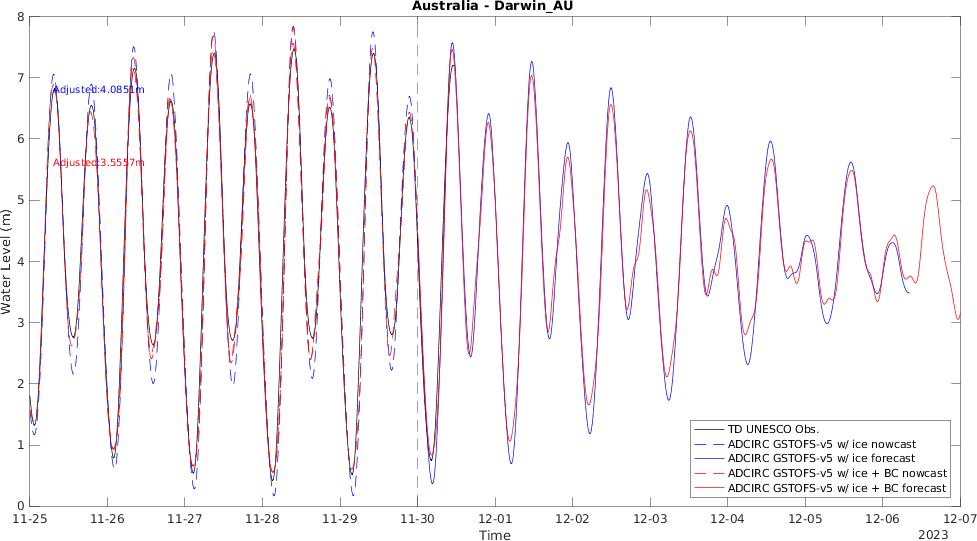 Australia - Darwin_AU
8
7
6
5
4
3
2
1
0
Water Level (m)
Adjusted:4.0851m
Adjusted:3.5557m
TD UNESCO Obs.
ADCIRC GSTOFS-v5 w/ ice nowcast
ADCIRC GSTOFS-v5 w/ ice forecast
ADCIRC GSTOFS-v5 w/ ice + BC nowcast
ADCIRC GSTOFS-v5 w/ ice + BC forecast
11-25 11-26 11-27 11-28 11-29 11-30 12-01 12-02 12-03 12-04 12-05 12-06 12-07
Time
2023